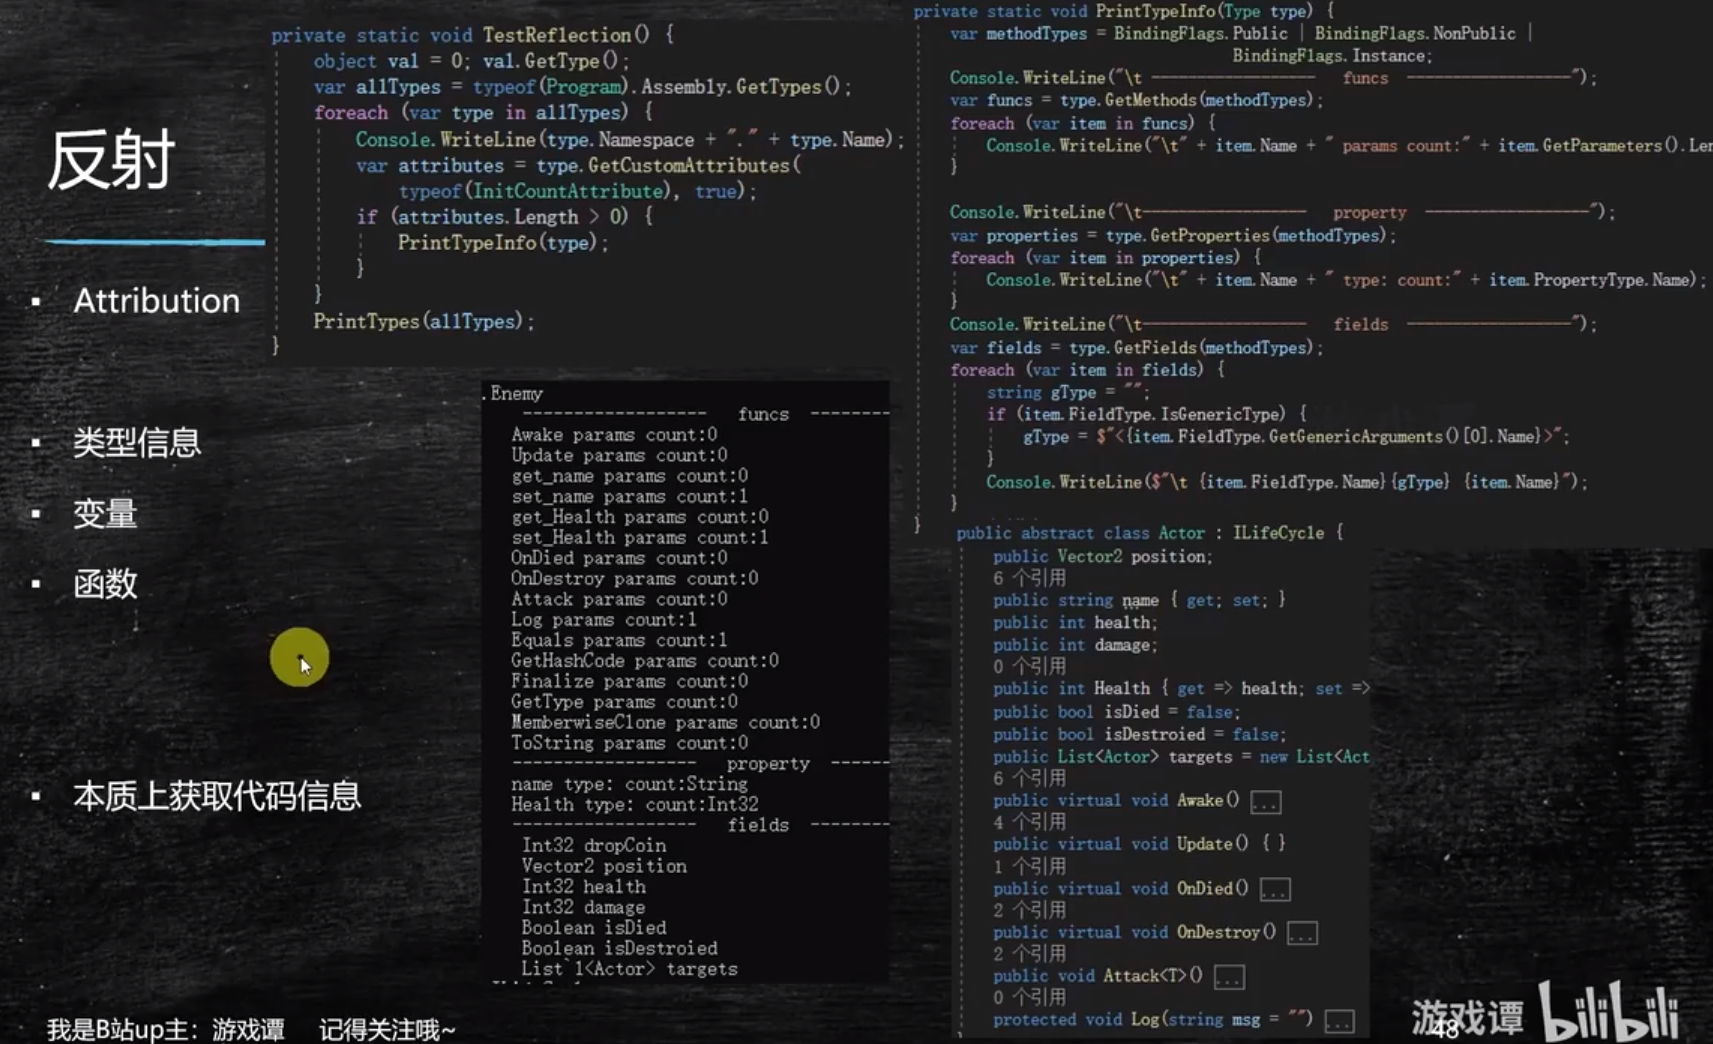 反射
Attribution
类型信息
变量
函数
本质上获取代码信息
private static void TestReflection() {
object val = 0; val.GetType();
var allTypes = typeof(Program).Assembly.GetTypes();
foreach (var type in allTypes) {
Console.WriteLine(type.Namespace + "." + type.Name);
var attributes = type.GetCustomAttributes(
typeof(InitCountAttribute), true);
if (attributes.Length > 0) {
PrintTypeInfo(type);
}
}
PrintTypes(allTypes);
}
.Enemy
------------------ funcs --------
Awake params count:0
Update params count:0
get_name params count:0
set_name params count:1
get_Health params count:0
set_Health params count:1
OnDied params count:0
OnDestroy params count:0
Attack params count:0
Log params count:1
Equals params count:1
GetHashCode params count:0
Finalize params count:0
GetType params count:0
MemberwiseClone params count:0
ToString params count:0
------------------ property ------
name type: count:String
Health type: count:Int32
------------------ fields --------
Int32 dropCoin
Vector2 position
Int32 health
Int32 damage
Boolean isDied
Boolean isDestroied
List`1<Actor> targets
private static void PrintTypeInfo(Type type) {
var methodTypes = BindingFlags.Public | BindingFlags.NonPublic |
BindingFlags.Instance;
Console.WriteLine("\t ------------------ funcs ------------------");
var funcs = type.GetMethods(methodTypes);
foreach (var item in funcs) {
Console.WriteLine("\t" + item.Name + " params count:" + item.GetParameters().Len
}
Console.WriteLine("\t------------------ property ------------------");
var properties = type.GetProperties(methodTypes);
foreach (var item in properties) {
Console.WriteLine("\t" + item.Name + " type: count:" + item.PropertyType.Name);
}
Console.WriteLine("\t------------------ fields ------------------");
var fields = type.GetFields(methodTypes);
foreach (var item in fields) {
string gType = "";
if (item.FieldType.IsGenericType) {
gType = $"<{item.FieldType.GetGenericArguments()[0].Name}>";
}
Console.WriteLine($"\t {item.FieldType.Name}{gType} {item.Name}");
}
}
public abstract class Actor : ILifeCycle {
public Vector2 position;
6 个引用
public string name { get; set; }
public int health;
public int damage;
0 个引用
public int Health { get => health; set =>
public bool isDied = false;
public bool isDestroied = false;
public List<Actor> targets = new List<Act
6 个引用
public virtual void Awake() ...
4 个引用
public virtual void Update() { }
1 个引用
public virtual void OnDied() ...
2 个引用
public virtual void OnDestroy() ...
2 个引用
public void Attack<T>() ...
0 个引用
protected void Log(string msg = "") ...
我是B站up主：游戏谭 记得关注哦~
游戏谭 bilibili
48